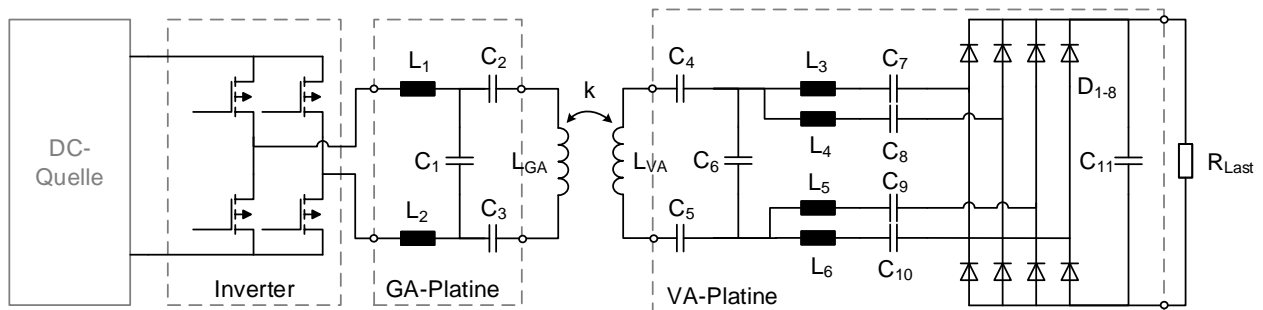 DC-
Quelle
Inverter
L1
L2
C1
C2
C3
GA-Platine
LGA
k
LVA
C4
C5
C6
L3
L4
L5
L6
C7
C8
C9
C10
VA-Platine
D1-8
C11
RLast